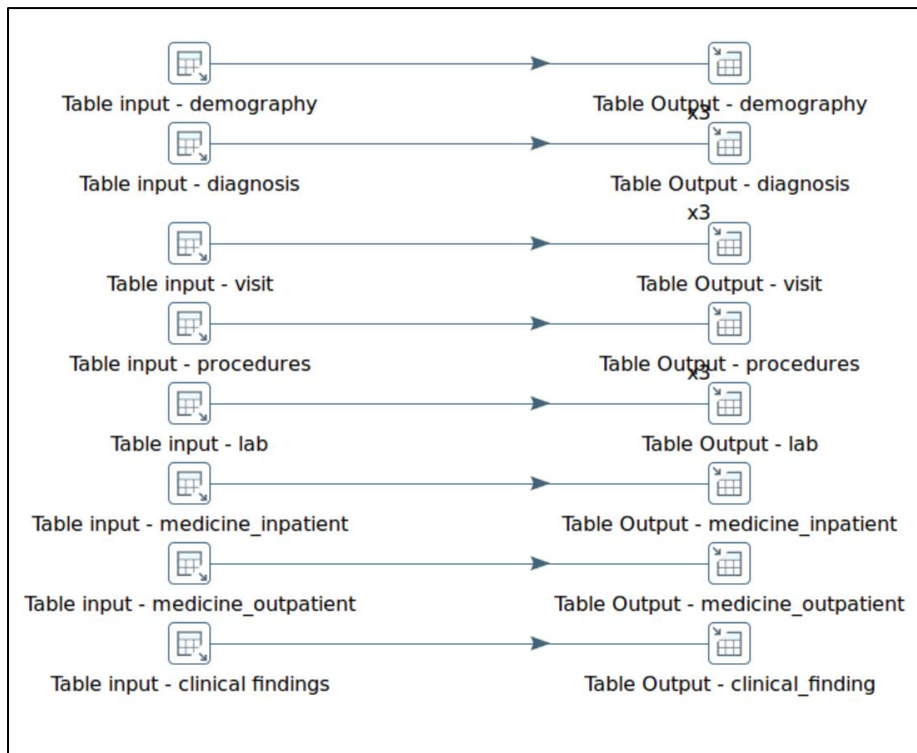 Table input - demography
Table Output - demography
x3
Table input - diagnosis
Table Output - diagnosis
x3
Table input - visit
Table Output - visit
Table input - procedures
Table Output - procedures
x3
Table input - lab
Table Output - lab
Table input - medicine_inpatient
Table Output - medicine_inpatient
Table input - medicine_outpatient
Table Output - medicine_outpatient
Table input - clinical findings
Table Output - clinical_finding